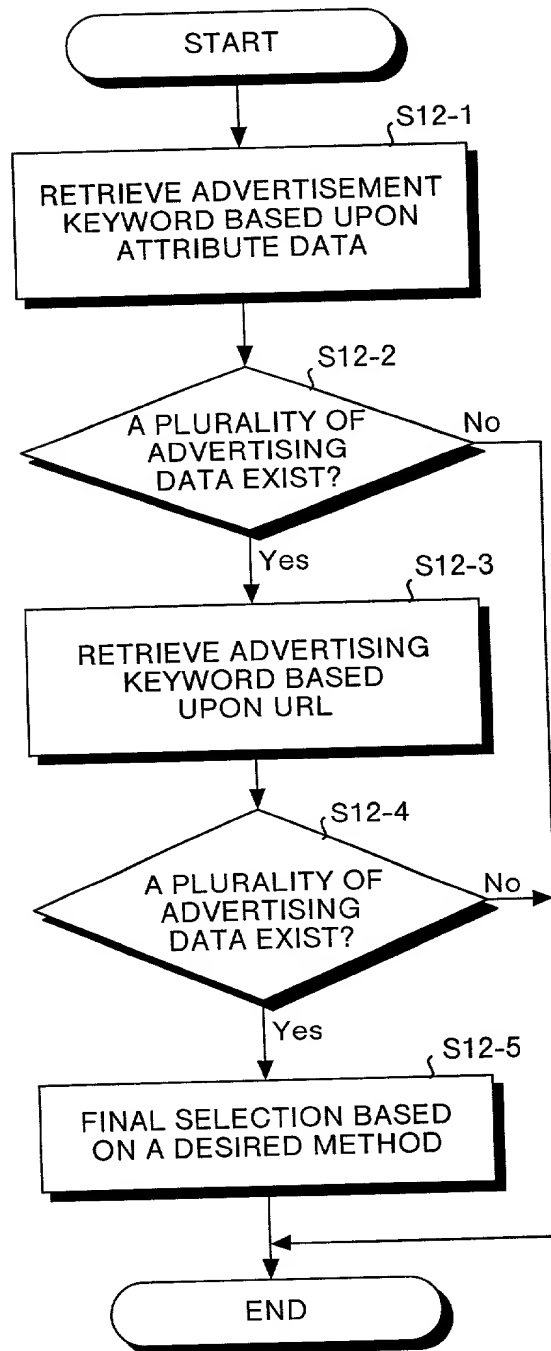 START
S12-1
RETRIEVE ADVERTISEMENT
KEYWORD BASED UPON
ATTRIBUTE DATA
S12-2
A PLURALITY OF
ADVERTISING
DATA EXIST?
No
Yes
S12-3
RETRIEVE ADVERTISING
KEYWORD BASED
UPON URL
S12-4
A PLURALITY OF
ADVERTISING
DATA EXIST?
No
Yes
S12-5
FINAL SELECTION BASED
ON A DESIRED METHOD
END